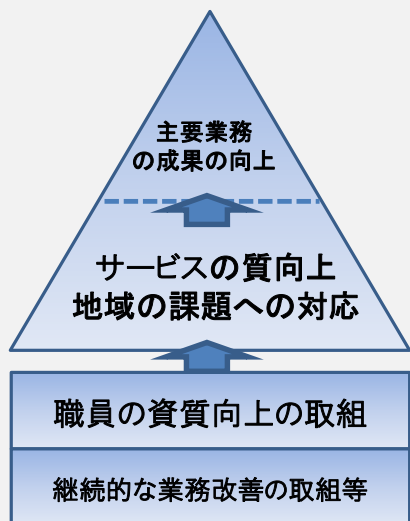 主要業務
の成果の向上
サービスの質向上
地域の課題への対応
職員の資質向上の取組
継続的な業務改善の取組等